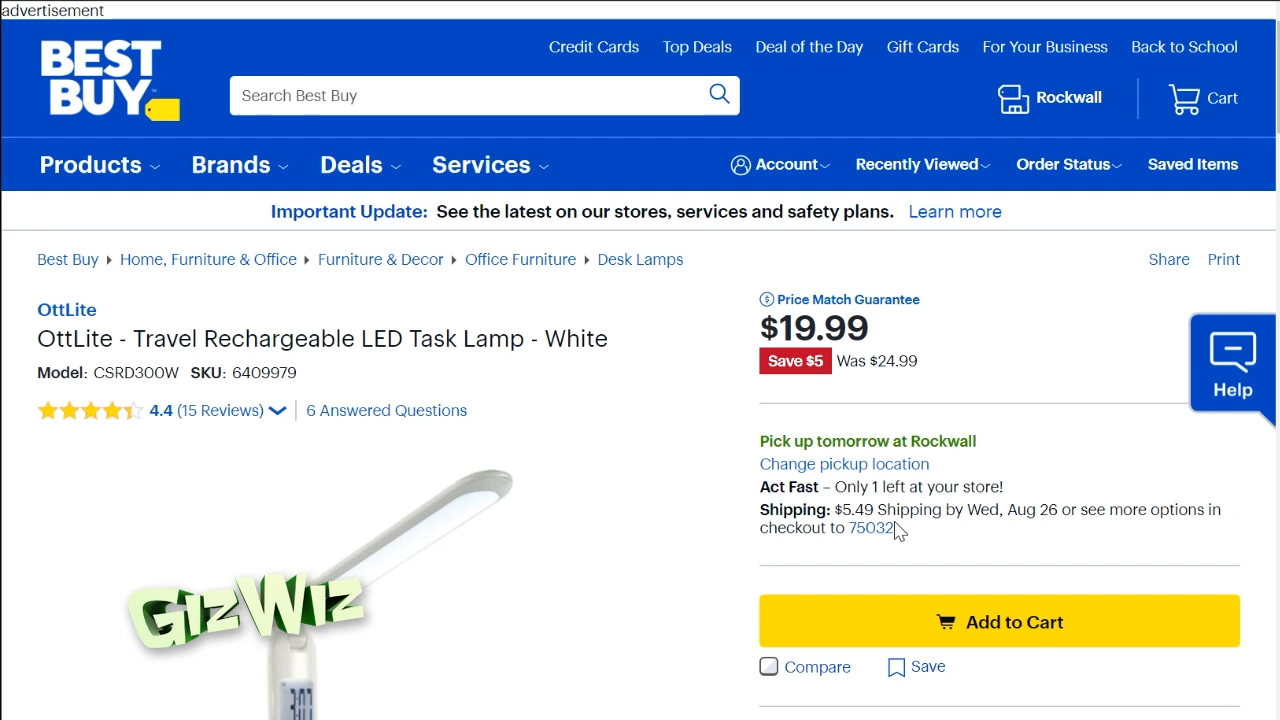 advertisement
BEST
BUY
Credit Cards Top Deals Deal of the Day Gift Cards For Your Business Back to School
Search Best Buy
Rockwall
Cart
Products Brands Deals Services
Account Recently Viewed Order Status Saved Items
Important Update: See the latest on our stores, services and safety plans. Learn more
Best Buy Home, Furniture & Office Furniture & Decor Office Furniture Desk Lamps
Share Print
OttLite
OttLite - Travel Rechargeable LED Task Lamp - White
Model: CSRD300W SKU: 6409979
4.4 (15 Reviews) 6 Answered Questions
Price Match Guarantee
$19.99
Save $5 Was $24.99
Help
Pick up tomorrow at Rockwall
Change pickup location
Act Fast – Only 1 left at your store!
Shipping: $5.49 Shipping by Wed, Aug 26 or see more options in
checkout to 75032
GizWiz
3:07
Add to Cart
Compare Save